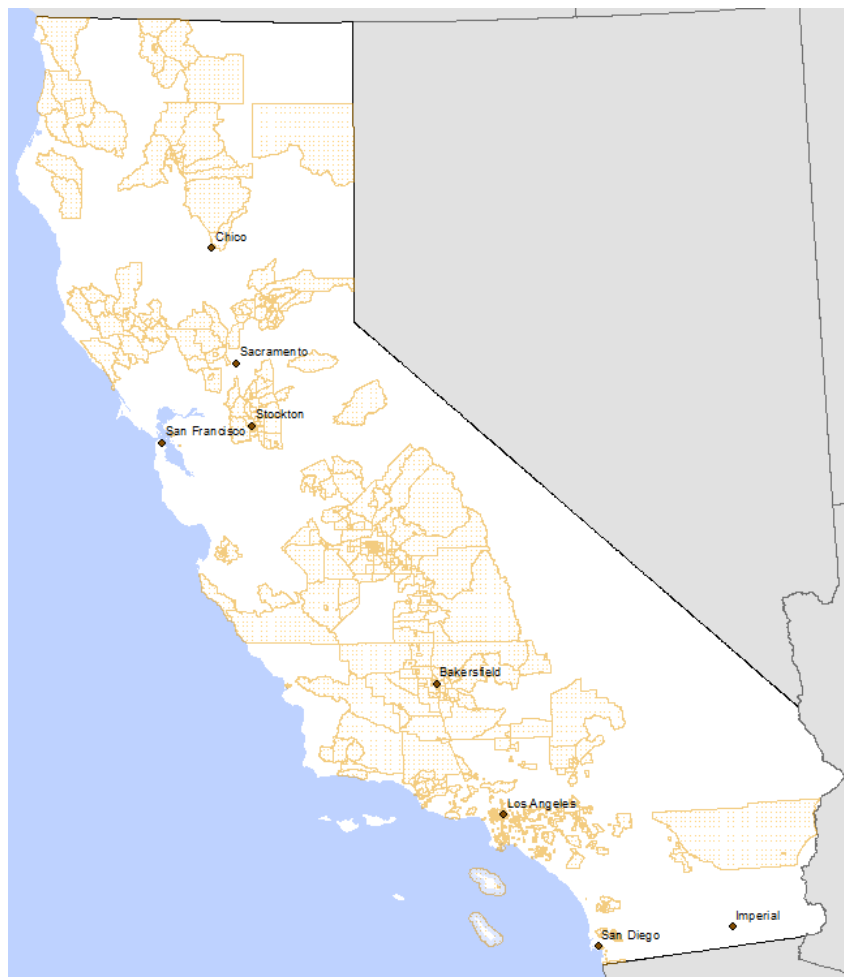 Chico
Sacramento
Stockton
San Francisco
Bakersfield
Los Angeles
Imperial
San Diego